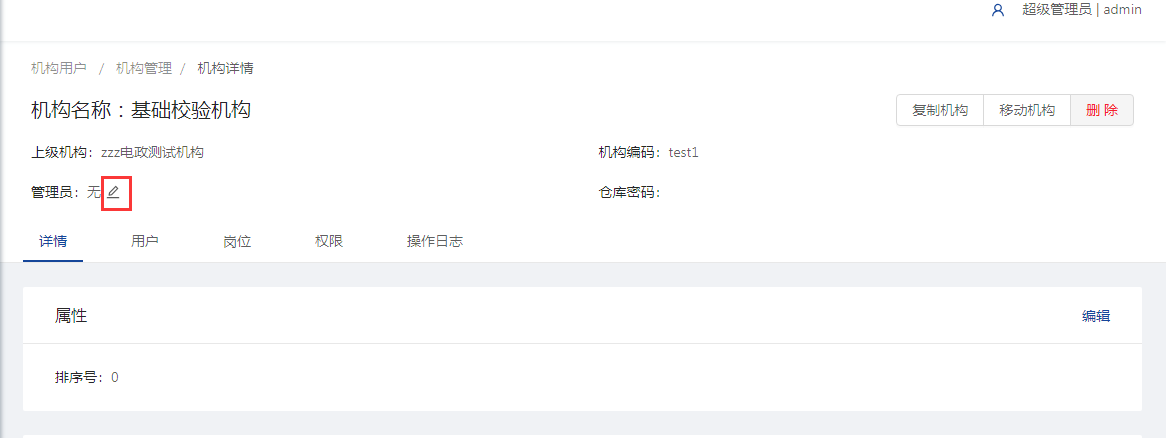 超级管理员 | admin
机构用户 / 机构管理 / 机构详情
机构名称：基础校验机构
复制机构 移动机构 删 除
上级机构：zzz电政测试机构 机构编码：test1
管理员：无 仓库密码：
详情 用户 岗位 权限 操作日志
属性 编辑
排序号：0